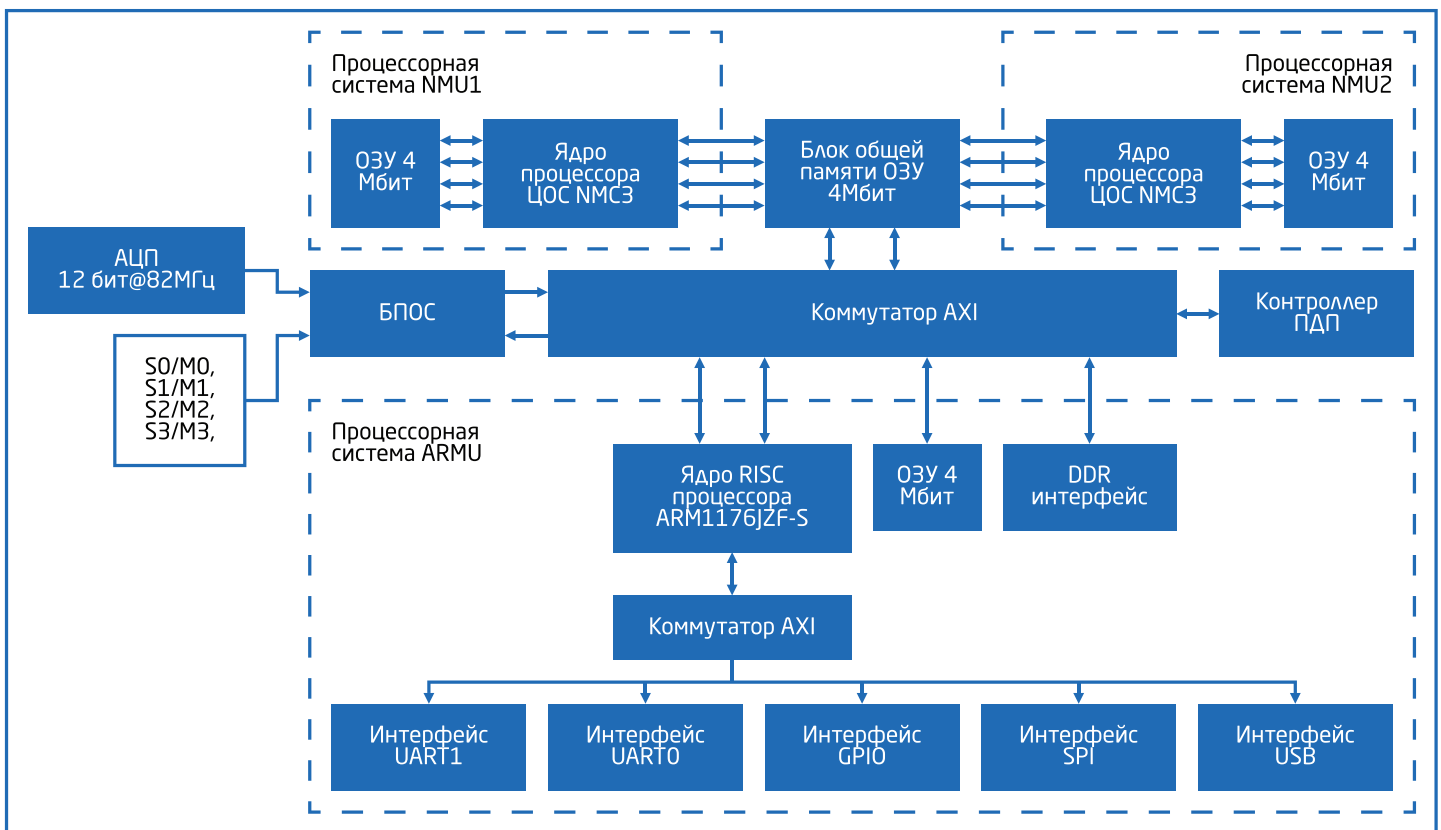 Процессорная
система NMU1
Процессорная
система NMU2
ОЗУ 4
Мбит
Ядро
процессора
ЦОС NMC3
Блок общей
памяти ОЗУ
4Мбит
Ядро
процессора
ЦОС NMC3
ОЗУ 4
Мбит
АЦП
12 бит@82МГц
БПОС
Коммутатор AXI
Контроллер
ПДП
S0/M0,
S1/M1,
S2/M2,
S3/M3,
Процессорная
система ARMU
Ядро RISC
процессора
ARM1176JZF-S
ОЗУ 4
Мбит
DDR
интерфейс
Коммутатор AXI
Интерфейс
UART1
Интерфейс
UART0
Интерфейс
GPIO
Интерфейс
SPI
Интерфейс
USB